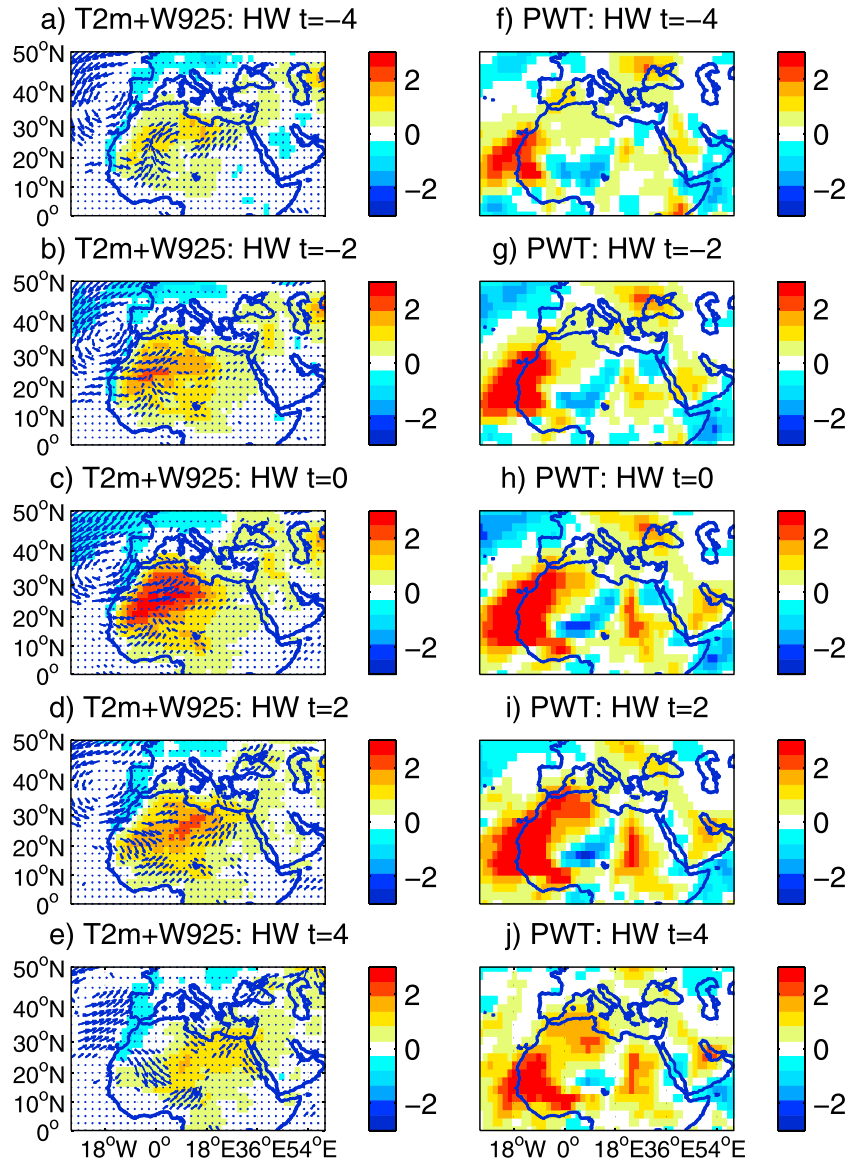 a) T2m+W925: HW t=−4
f) PWT: HW t=−4
50°N
40°N
30°N
20°N
10°N
0°
2
0
−2
2
0
−2
b) T2m+W925: HW t=−2
g) PWT: HW t=−2
50°N
40°N
30°N
20°N
10°N
0°
2
0
−2
2
0
−2
c) T2m+W925: HW t=0
h) PWT: HW t=0
50°N
40°N
30°N
20°N
10°N
0°
2
0
−2
2
0
−2
d) T2m+W925: HW t=2
i) PWT: HW t=2
50°N
40°N
30°N
20°N
10°N
0°
2
0
−2
2
0
−2
e) T2m+W925: HW t=4
j) PWT: HW t=4
50°N
40°N
30°N
20°N
10°N
0°
2
0
−2
2
0
−2
18°W 0° 18°E36°E54°E
18°W 0° 18°E36°E54°E